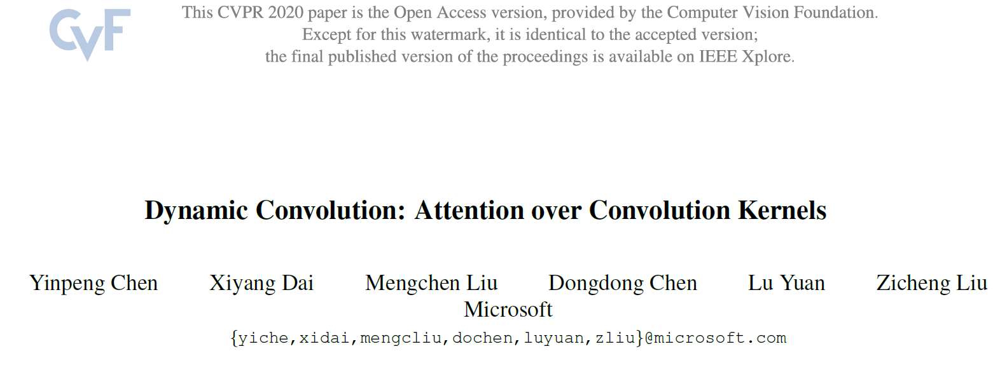 CVF
This CVPR 2020 paper is the Open Access version, provided by the Computer Vision Foundation.
Except for this watermark, it is identical to the accepted version;
the final published version of the proceedings is available on IEEE Xplore.
Dynamic Convolution: Attention over Convolution Kernels
Yinpeng Chen Xiyang Dai Mengchen Liu Dongdong Chen Lu Yuan Zicheng Liu
Microsoft
{yiche,xidai,mengcliu,dochen,luyuan,zliu}@microsoft.com